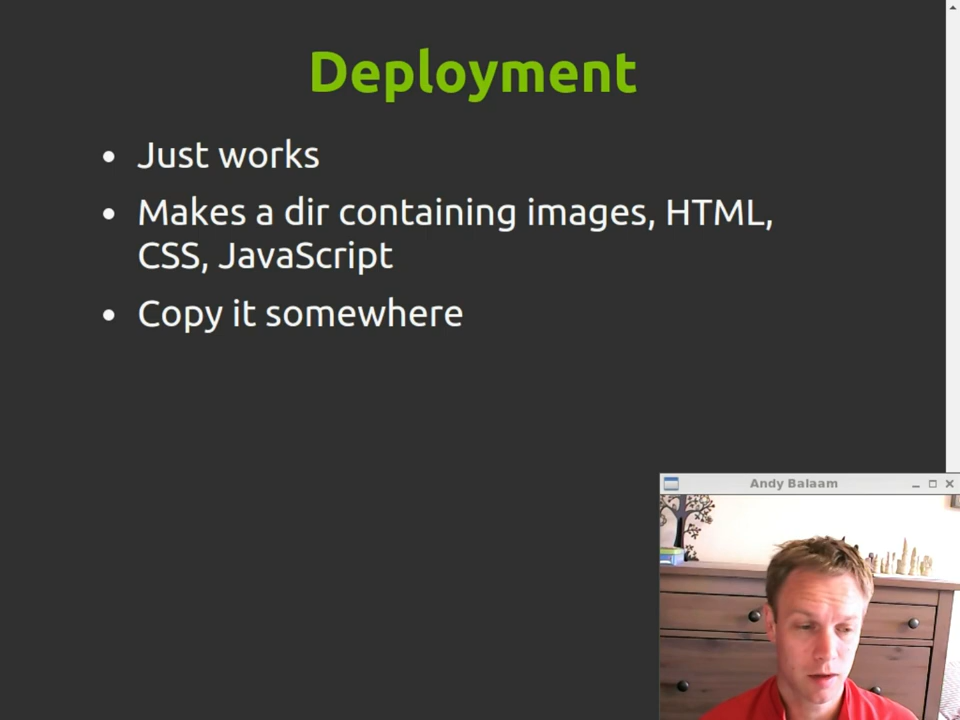 Deployment
• Just works
• Makes a dir containing images, HTML,
CSS, JavaScript
• Copy it somewhere
Andy Balaam